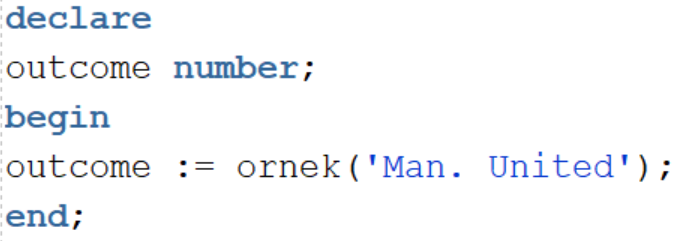 declare
outcome number;
begin
outcome := ornek('Man. United');
end;